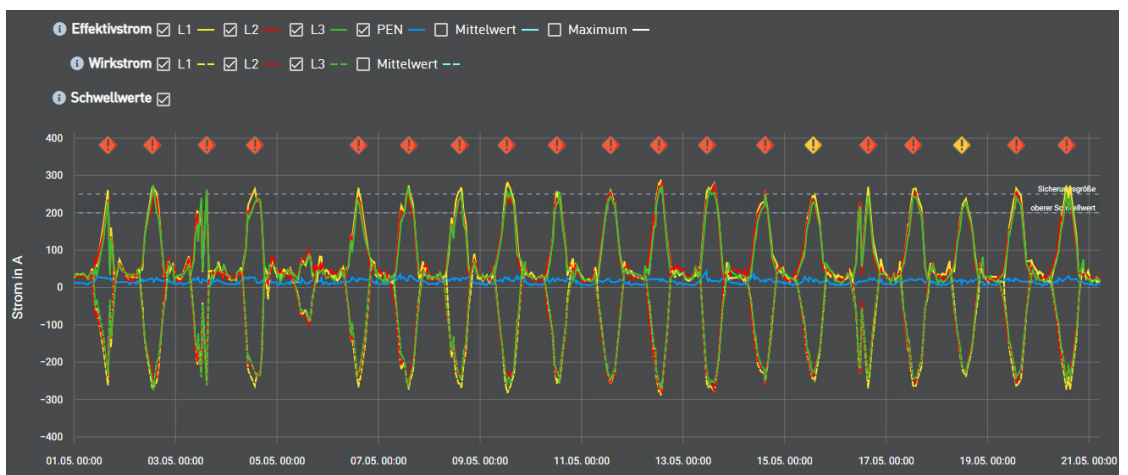 Effektivstrom L1 L2 L3 PEN Mittelwert Maximum
Wirkstrom L1 L2 L3 Mittelwert
Schwellwerte
400
300
Sicherungsgröße
200
oberer Schwellwert
100
0
−100
−200
−300
−400
Strom in A
01.05. 00:00 03.05. 00:00 05.05. 00:00 07.05. 00:00 09.05. 00:00 11.05. 00:00 13.05. 00:00 15.05. 00:00 17.05. 00:00 19.05. 00:00 21.05. 00:00